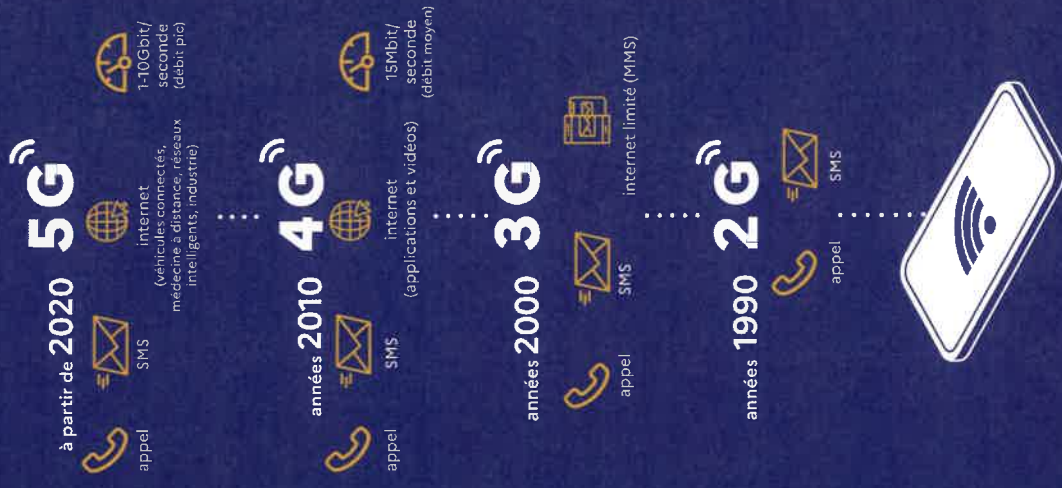 à partir de 2020 5G
appel
SMS
internet
(véhicules connectés,
médecine à distance, réseaux
intelligents, industrie)
1-10Gbit/
seconde
(débit pic)
années 2010 4G
appel
SMS
internet
(applications et vidéos)
15Mbit/
seconde
(débit moyen)
années 2000 3G
appel
SMS
internet limité (MMS)
années 1990 2G
appel
SMS